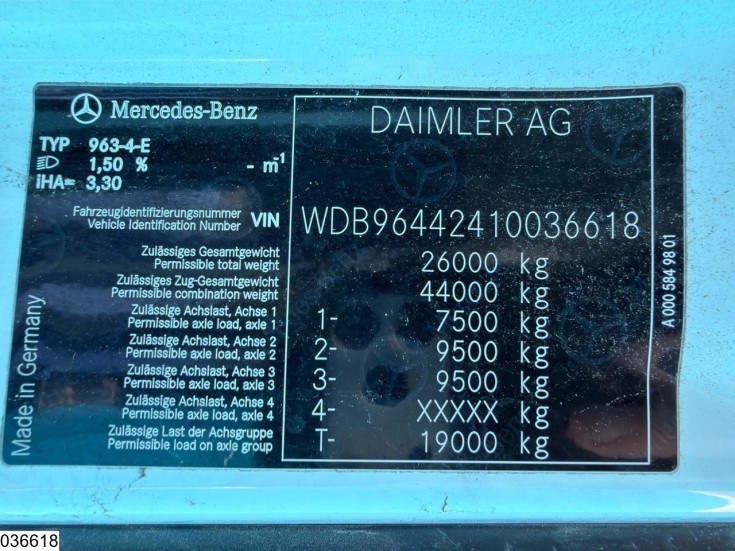 Mercedes-Benz
DAIMLER AG
TYP 963-4-E
1,50 % - m⁻¹
iHA= 3,30
Fahrzeugidentifizierungsnummer
Vehicle Identification Number VIN WDB96442410036618
Zulässiges Gesamtgewicht
Permissible total weight 26000 kg
Zulässiges Zug-Gesamtgewicht
Permissible combination weight 44000 kg
Zulässige Achslast, Achse 1
Permissible axle load, axle 1 1- 7500 kg
Zulässige Achslast, Achse 2
Permissible axle load, axle 2 2- 9500 kg
Zulässige Achslast, Achse 3
Permissible axle load, axle 3 3- 9500 kg
Zulässige Achslast, Achse 4
Permissible axle load, axle 4 4- XXXXX kg
Zulässige Last der Achsgruppe
Permissible load on axle group T- 19000 kg
Made in Germany
A 000 584 98 01
036618